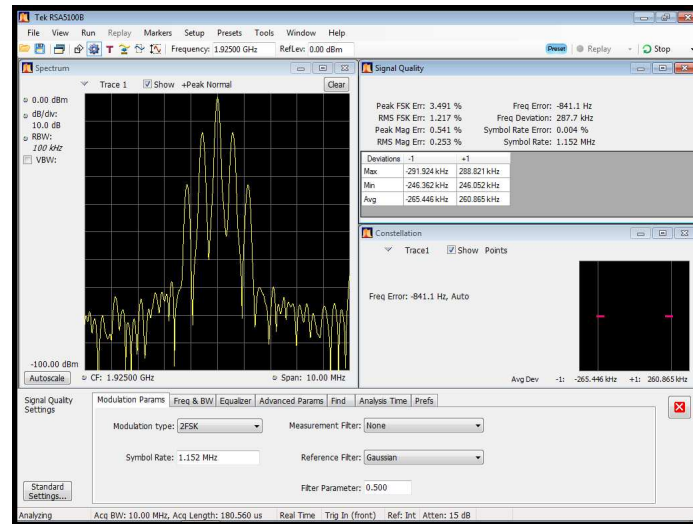 Tek RSA5100B
File View Run Replay Markers Setup Presets Tools Window Help
Frequency: 1.92500 GHz RefLev: 0.00 dBm Preset Replay Stop
Spectrum
Trace 1 Show +Peak Normal Clear
0.00 dBm
dB/div:
10.0 dB
RBW:
100 kHz
VBW:
-100.00 dBm
Autoscale CF: 1.92500 GHz Span: 10.00 MHz
Signal Quality
Peak FSK Err: 3.491 % Freq Error: -841.1 Hz
RMS FSK Err: 1.217 % Freq Deviation: 287.7 kHz
Peak Mag Err: 0.541 % Symbol Rate Error: 0.004 %
RMS Mag Err: 0.253 % Symbol Rate: 1.152 MHz
Deviations -1 +1
Max -291.924 kHz 288.821 kHz
Min -246.362 kHz 246.052 kHz
Avg -265.446 kHz 260.865 kHz
Constellation
Trace1 Show Points
Freq Error: -841.1 Hz, Auto
Avg Dev -1: -265.446 kHz +1: 260.865 kHz
Signal Quality
Settings
Modulation Params Freq & BW Equalizer Advanced Params Find Analysis Time Prefs
Modulation type: 2FSK Measurement Filter: None
Symbol Rate: 1.152 MHz Reference Filter: Gaussian
Filter Parameter: 0.500
Standard
Settings...
Analyzing Acq BW: 10.00 MHz, Acq Length: 180.560 us Real Time Trig In (front) Ref: Int Atten: 15 dB